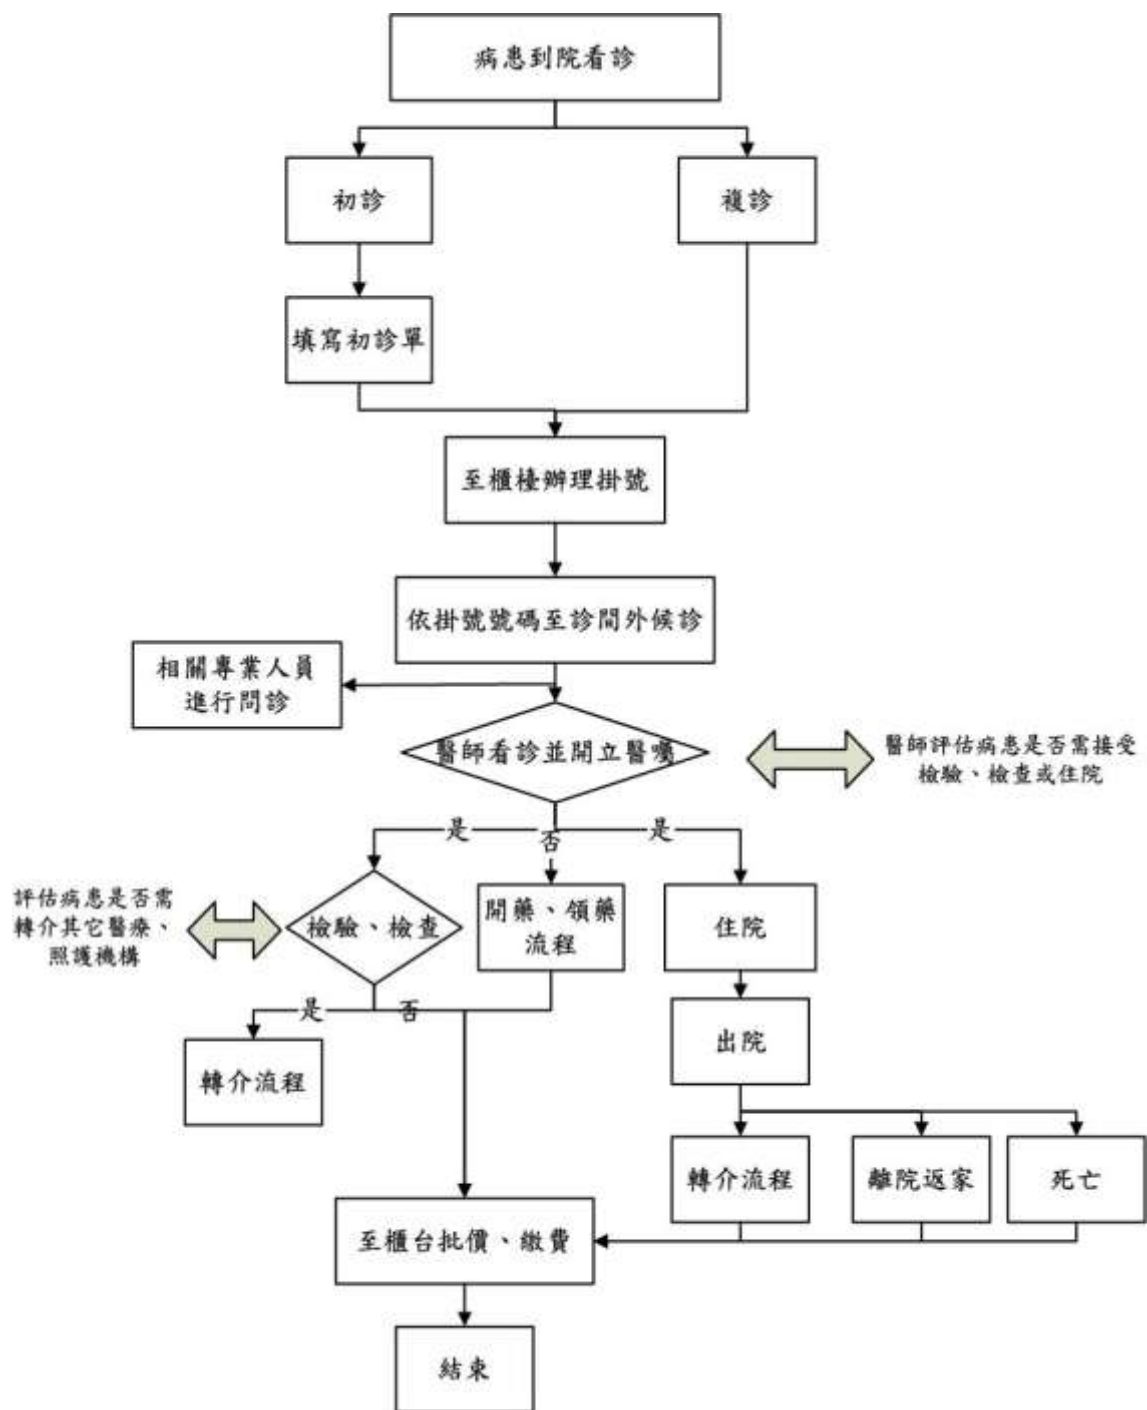 病患到院看診
初診
複診
填寫初診單
至櫃檯辦理掛號
依掛號號碼至診間外候診
相關專業人員
進行問診
醫師看診並開立醫囑
醫師評估病患是否需接受
檢驗、檢查或住院
是
否
是
評估病患是否需
轉介其它醫療、
照護機構
檢驗、檢查
開藥、領藥
流程
住院
是
否
出院
轉介流程
轉介流程
離院返家
死亡
至櫃台批價、繳費
結束